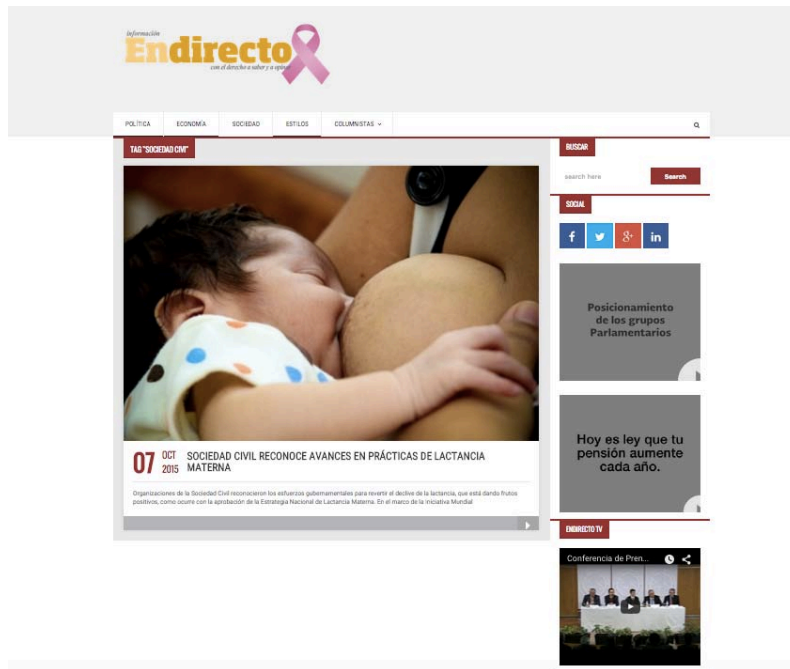 información
Endirecto
con el derecho a saber y a opinar
POLÍTICA ECONOMÍA SOCIEDAD ESTILOS COLUMNISTAS
TAG "SOCIEDAD CIVI"
07 OCT 2015
SOCIEDAD CIVIL RECONOCE AVANCES EN PRÁCTICAS DE LACTANCIA
MATERNA
Organizaciones de la Sociedad Civil reconocieron los esfuerzos gubernamentales para revertir el declive de la lactancia, que está dando frutos
positivos, como ocurre con la aprobación de la Estrategia Nacional de Lactancia Materna. En el marco de la Iniciativa Mundial
BUSCAR
search here Search
SOCIAL
Posicionamiento
de los grupos
Parlamentarios
Hoy es ley que tu
pensión aumente
cada año.
ENDIRECTO TV
Conferencia de Pren...